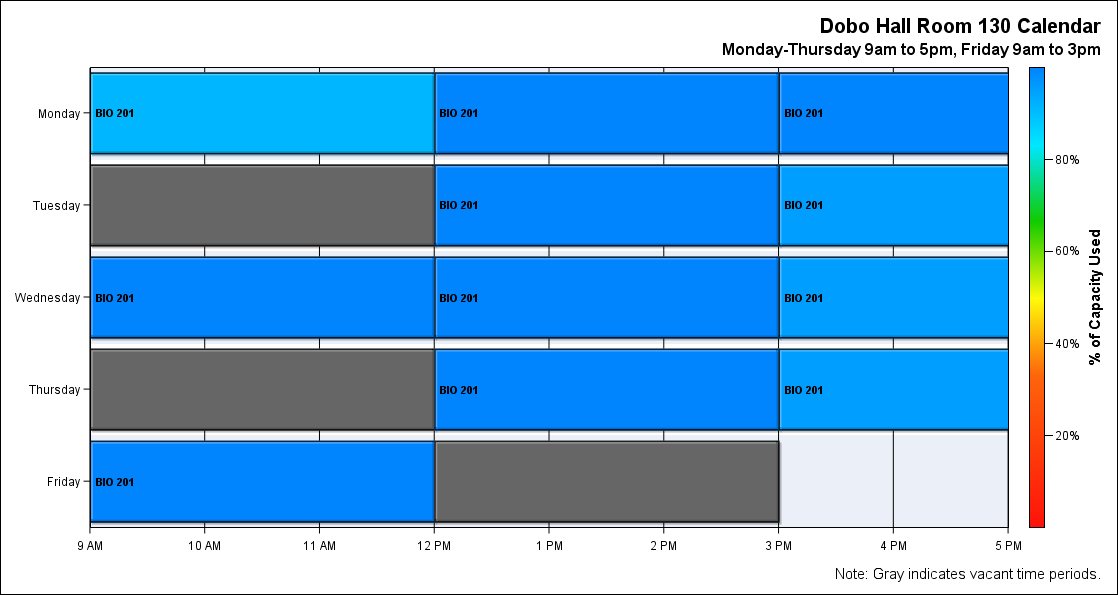 Dobo Hall Room 130 Calendar
Monday-Thursday 9am to 5pm, Friday 9am to 3pm
Monday BIO 201 BIO 201 BIO 201
Tuesday BIO 201 BIO 201
Wednesday BIO 201 BIO 201 BIO 201
Thursday BIO 201 BIO 201
Friday BIO 201
9 AM 10 AM 11 AM 12 PM 1 PM 2 PM 3 PM 4 PM 5 PM
80%
60%
40%
20%
% of Capacity Used
Note: Gray indicates vacant time periods.